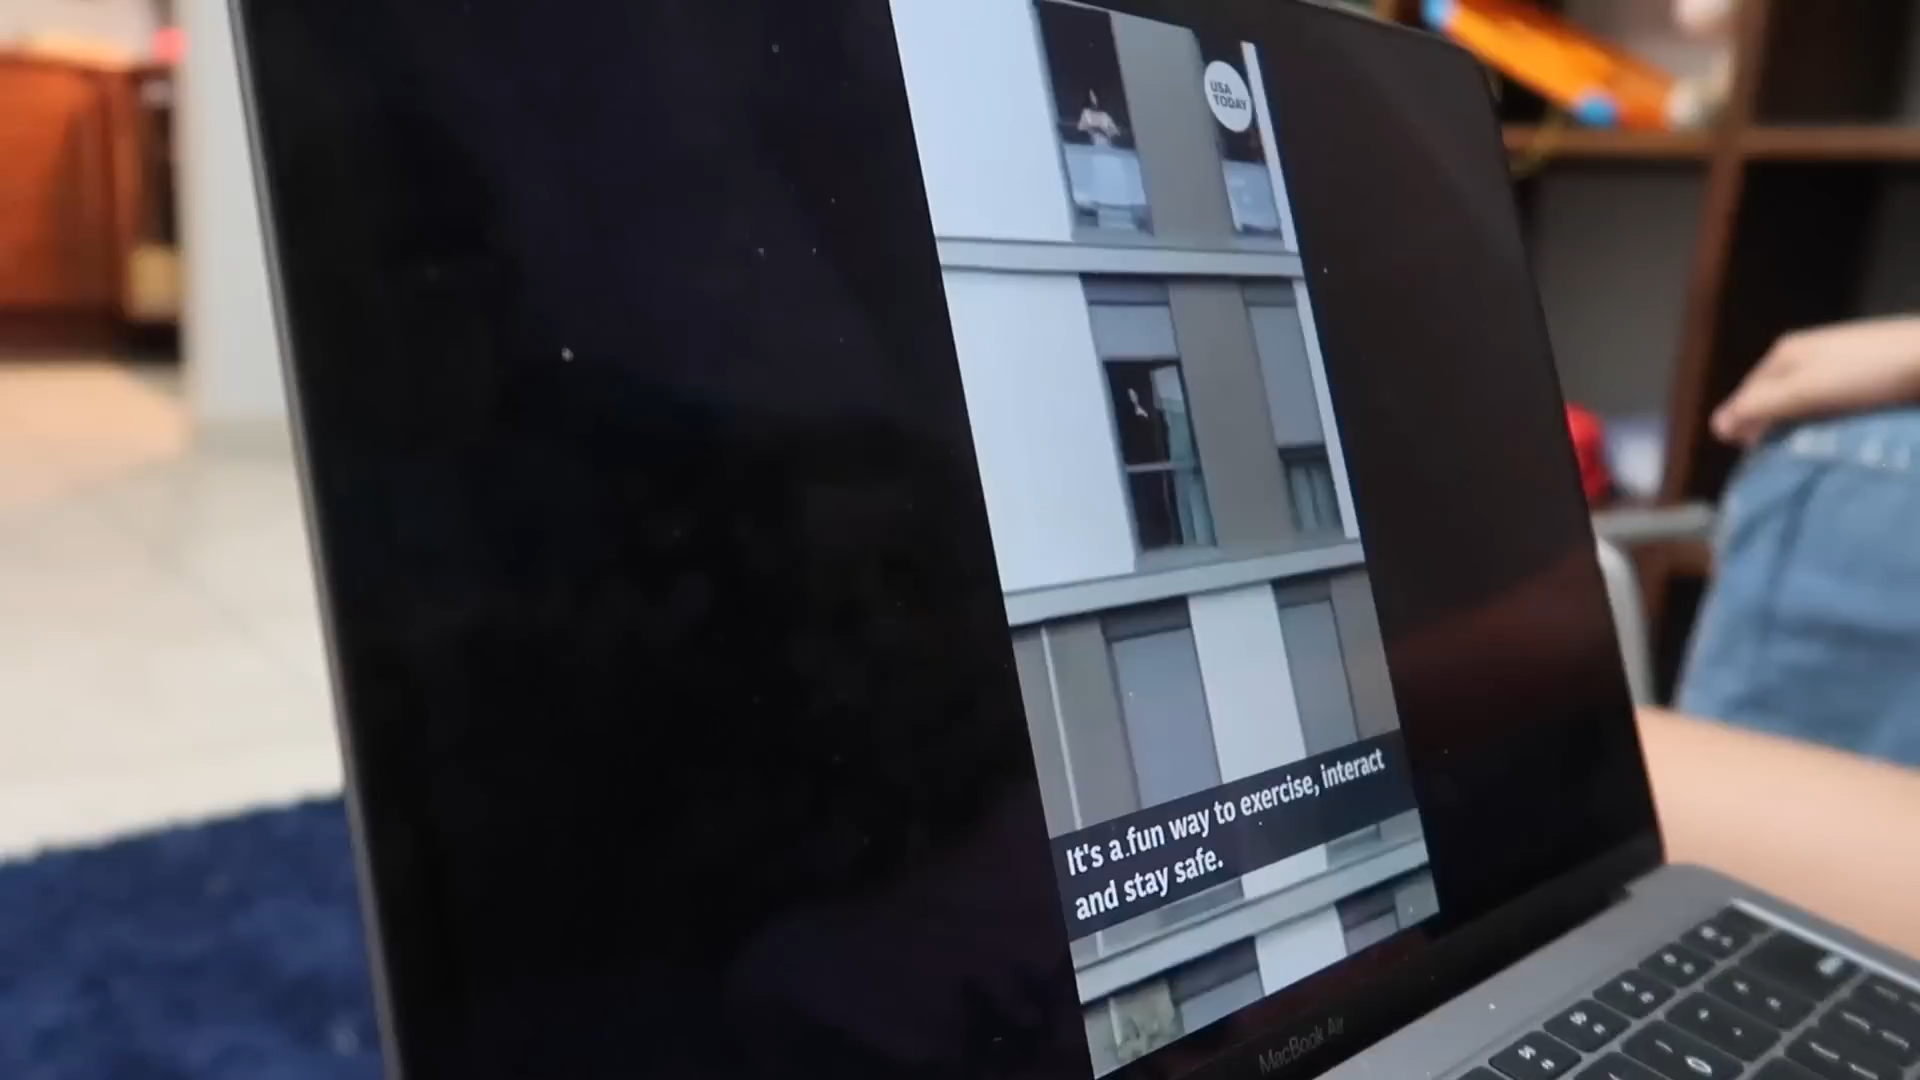 USA
TODAY
It's a fun way to exercise, interact
and stay safe.
MacBook Air